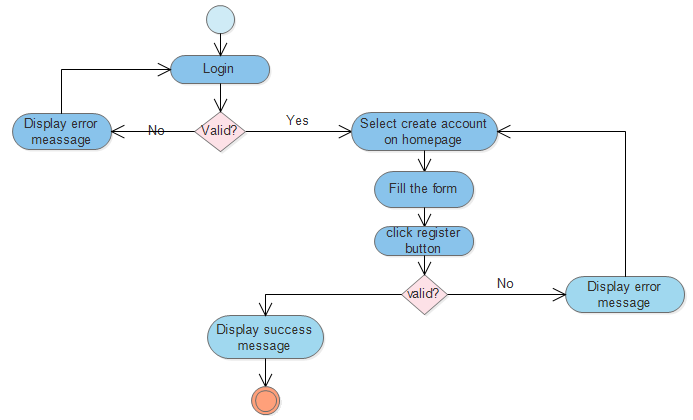 Login
Display error
meassage
No
Valid?
Yes
Select create account
on homepage
Fill the form
click register
button
valid?
No
Display error
message
Display success
message